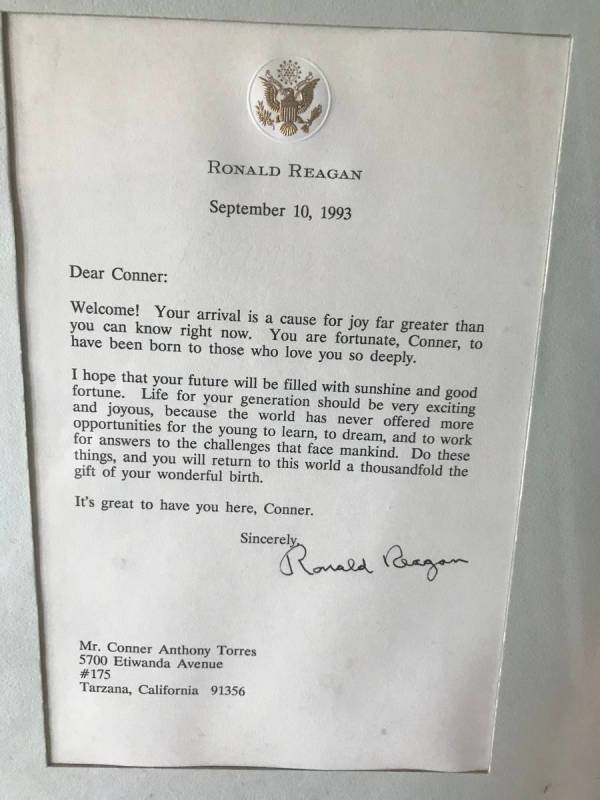 RONALD REAGAN
September 10, 1993
Dear Conner:
Welcome! Your arrival is a cause for joy far greater than
you can know right now. You are fortunate, Conner, to
have been born to those who love you so deeply.
I hope that your future will be filled with sunshine and good
fortune. Life for your generation should be very exciting
and joyous, because the world has never offered more
opportunities for the young to learn, to dream, and to work
for answers to the challenges that face mankind. Do these
things, and you will return to this world a thousandfold the
gift of your wonderful birth.
It's great to have you here, Conner.
Sincerely,
Ronald Reagan
Mr. Conner Anthony Torres
5700 Etiwanda Avenue
#175
Tarzana, California 91356